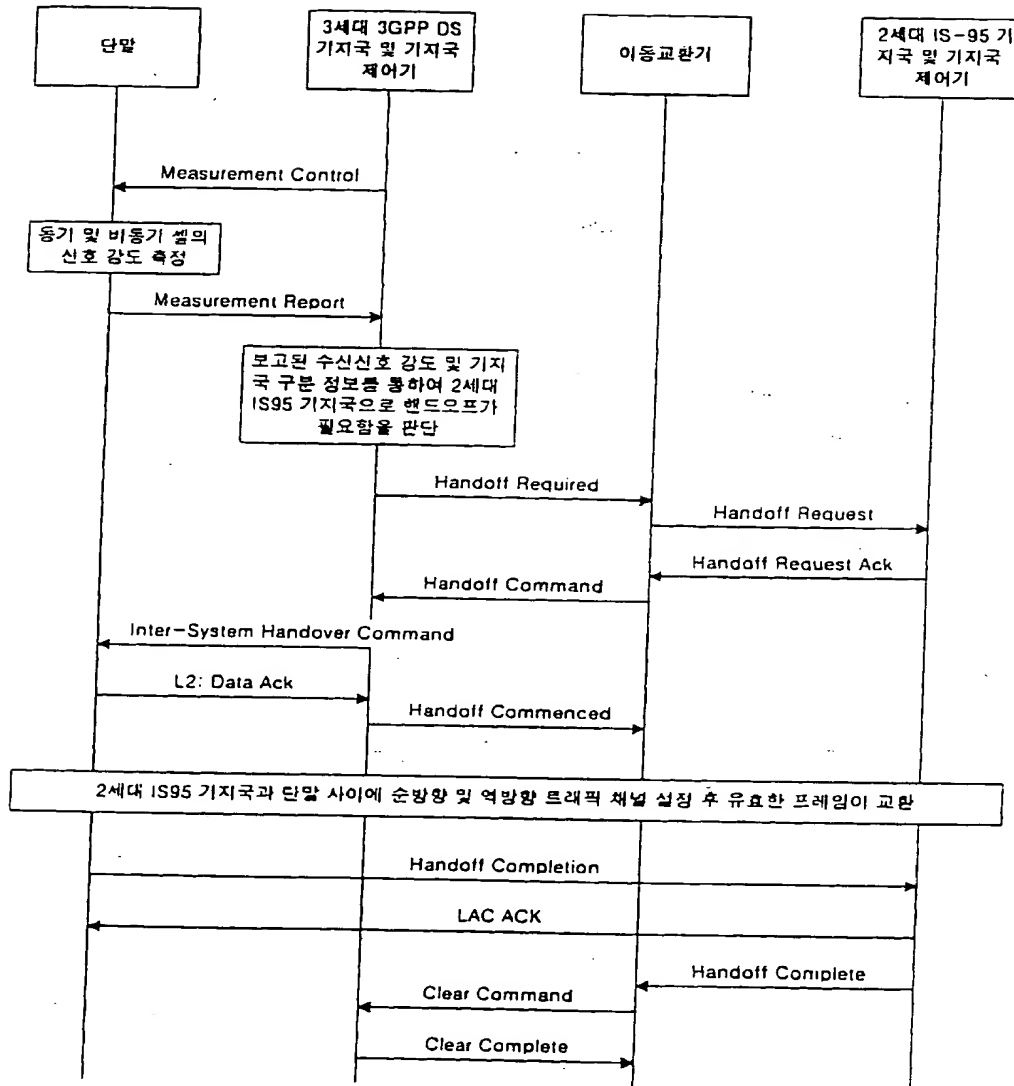 단말
3세대 3GPP DS
기지국 및 기지국
제어기
이동교환기
2세대 IS-95 기
지국 및 기지국
제어기
Measurement Control
동기 및 비동기 셀의
신호 강도 측정
Measurement Report
보고된 수신신호 강도 및 기지
국 구분 정보를 통하여 2세대
IS95 기지국으로 핸드오프가
필요함을 판단
Handoff Required
Handoff Request
Handoff Request Ack
Handoff Command
Inter-System Handover Command
L2: Data Ack
Handoff Commenced
2세대 IS95 기지국과 단말 사이에 순방향 및 역방향 트래픽 채널 설정 후 유효한 프레임이 교환
Handoff Completion
LAC ACK
Handoff Complete
Clear Command
Clear Complete